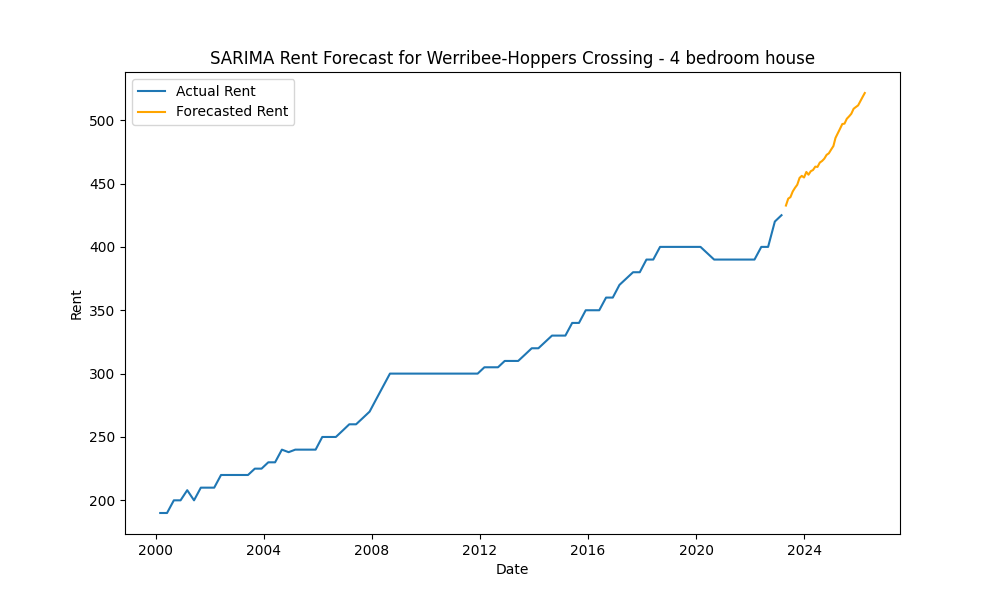 SARIMA Rent Forecast for Werribee-Hoppers Crossing - 4 bedroom house
Actual Rent
Forecasted Rent
500
450
400
350
300
250
200
Rent
2000 2004 2008 2012 2016 2020 2024
Date